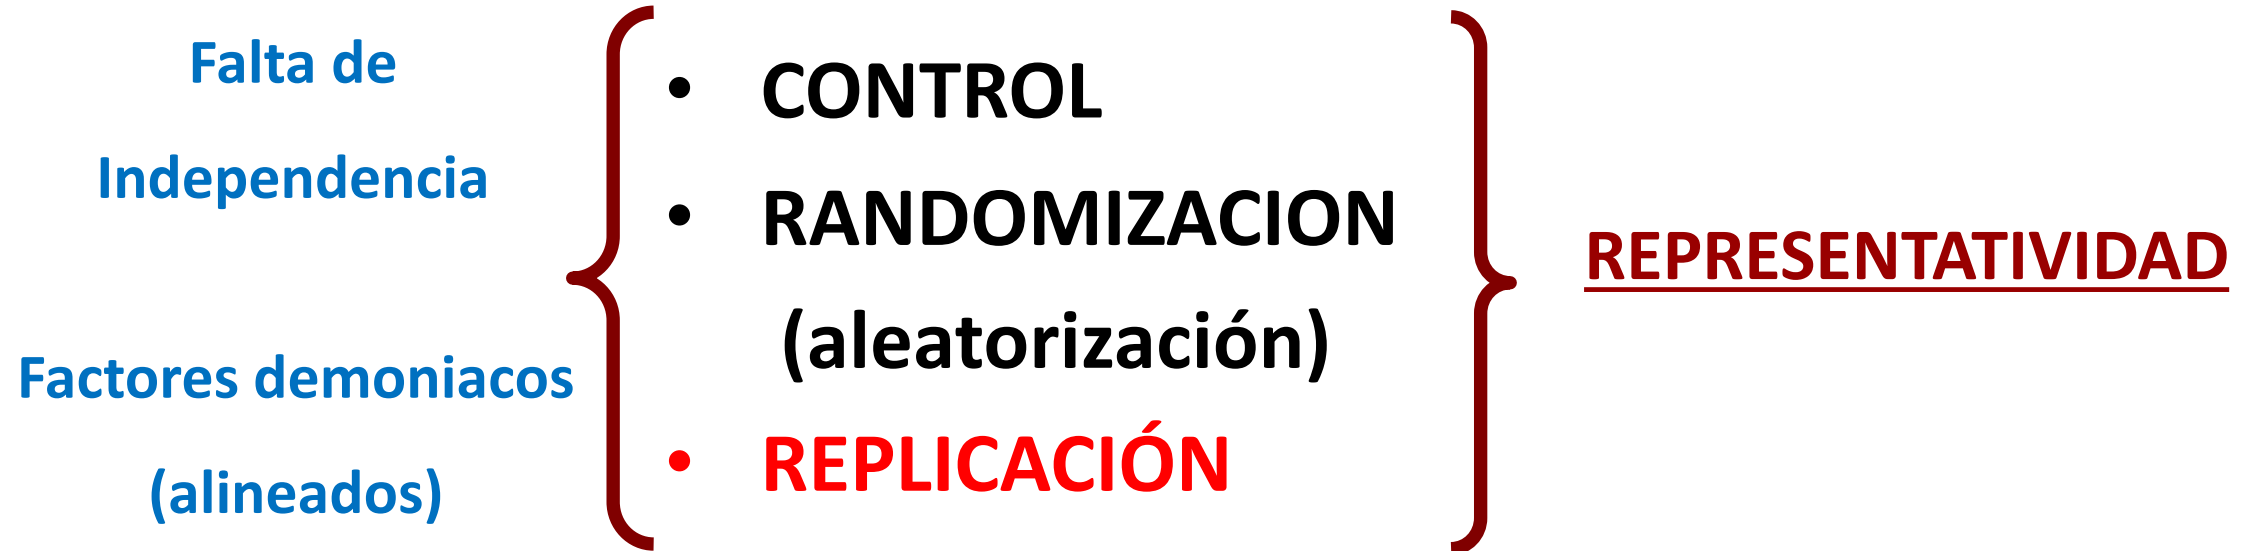 Falta de
Independencia
Factores demoniacos
(alineados)
• CONTROL
• RANDOMIZACION
(aleatorización)
• REPLICACIÓN
REPRESENTATIVIDAD